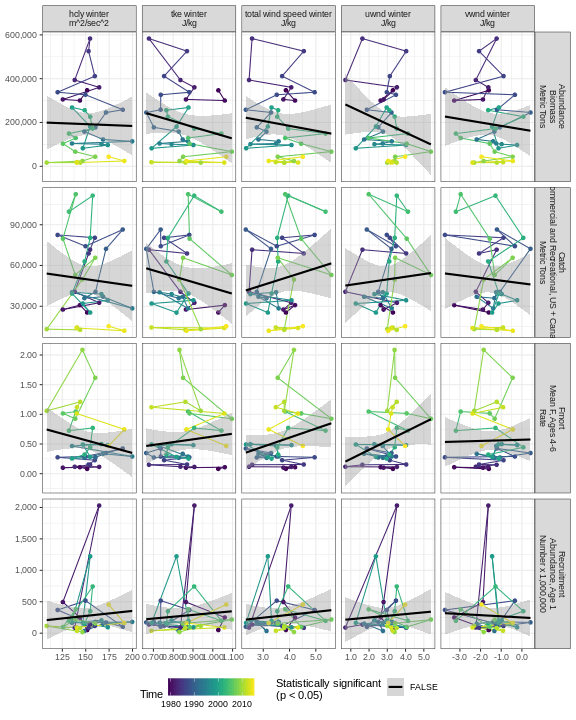 hcly winter
m^2/sec^2
tke winter
J/kg
total wind speed winter
J/kg
uwnd winter
J/kg
vwnd winter
J/kg
600,000
400,000
200,000
0
Abundance
Biomass
Metric Tons
90,000
60,000
30,000
Catch
Metric Tons
2.00
1.50
1.00
0.50
0.00
Fmort
Mean F, Ages 4-6
Rate
2,000
1,500
1,000
500
0
Recruitment
Abundance, Age 1
Number x 1,000,000
125 150 175 200
0.700 0.800 0.900 1.000 1.100
3.0 4.0 5.0
1.0 2.0 3.0 4.0 5.0
-3.0 -2.0 -1.0 0.0
Time
1980 1990 2000 2010
Statistically significant
(p < 0.05)
FALSE